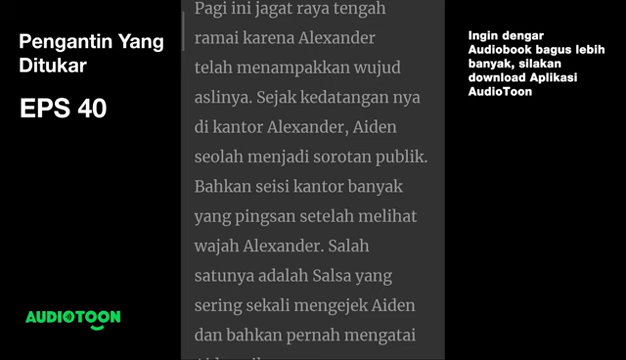 Pengantin Yang
Ditukar
EPS 40
AUDIOTOON
Pagi ini jagat raya tengah
ramai karena Alexander
telah menampakkan wujud
aslinya. Sejak kedatangan nya
di kantor Alexander, Aiden
seolah menjadi sorotan publik.
Bahkan seisi kantor banyak
yang pingsan setelah melihat
wajah Alexander. Salah
satunya adalah Salsa yang
sering sekali mengejek Aiden
dan bahkan pernah mengatai
Ingin dengar
Audiobook bagus lebih
banyak, silakan
download Aplikasi
AudioToon